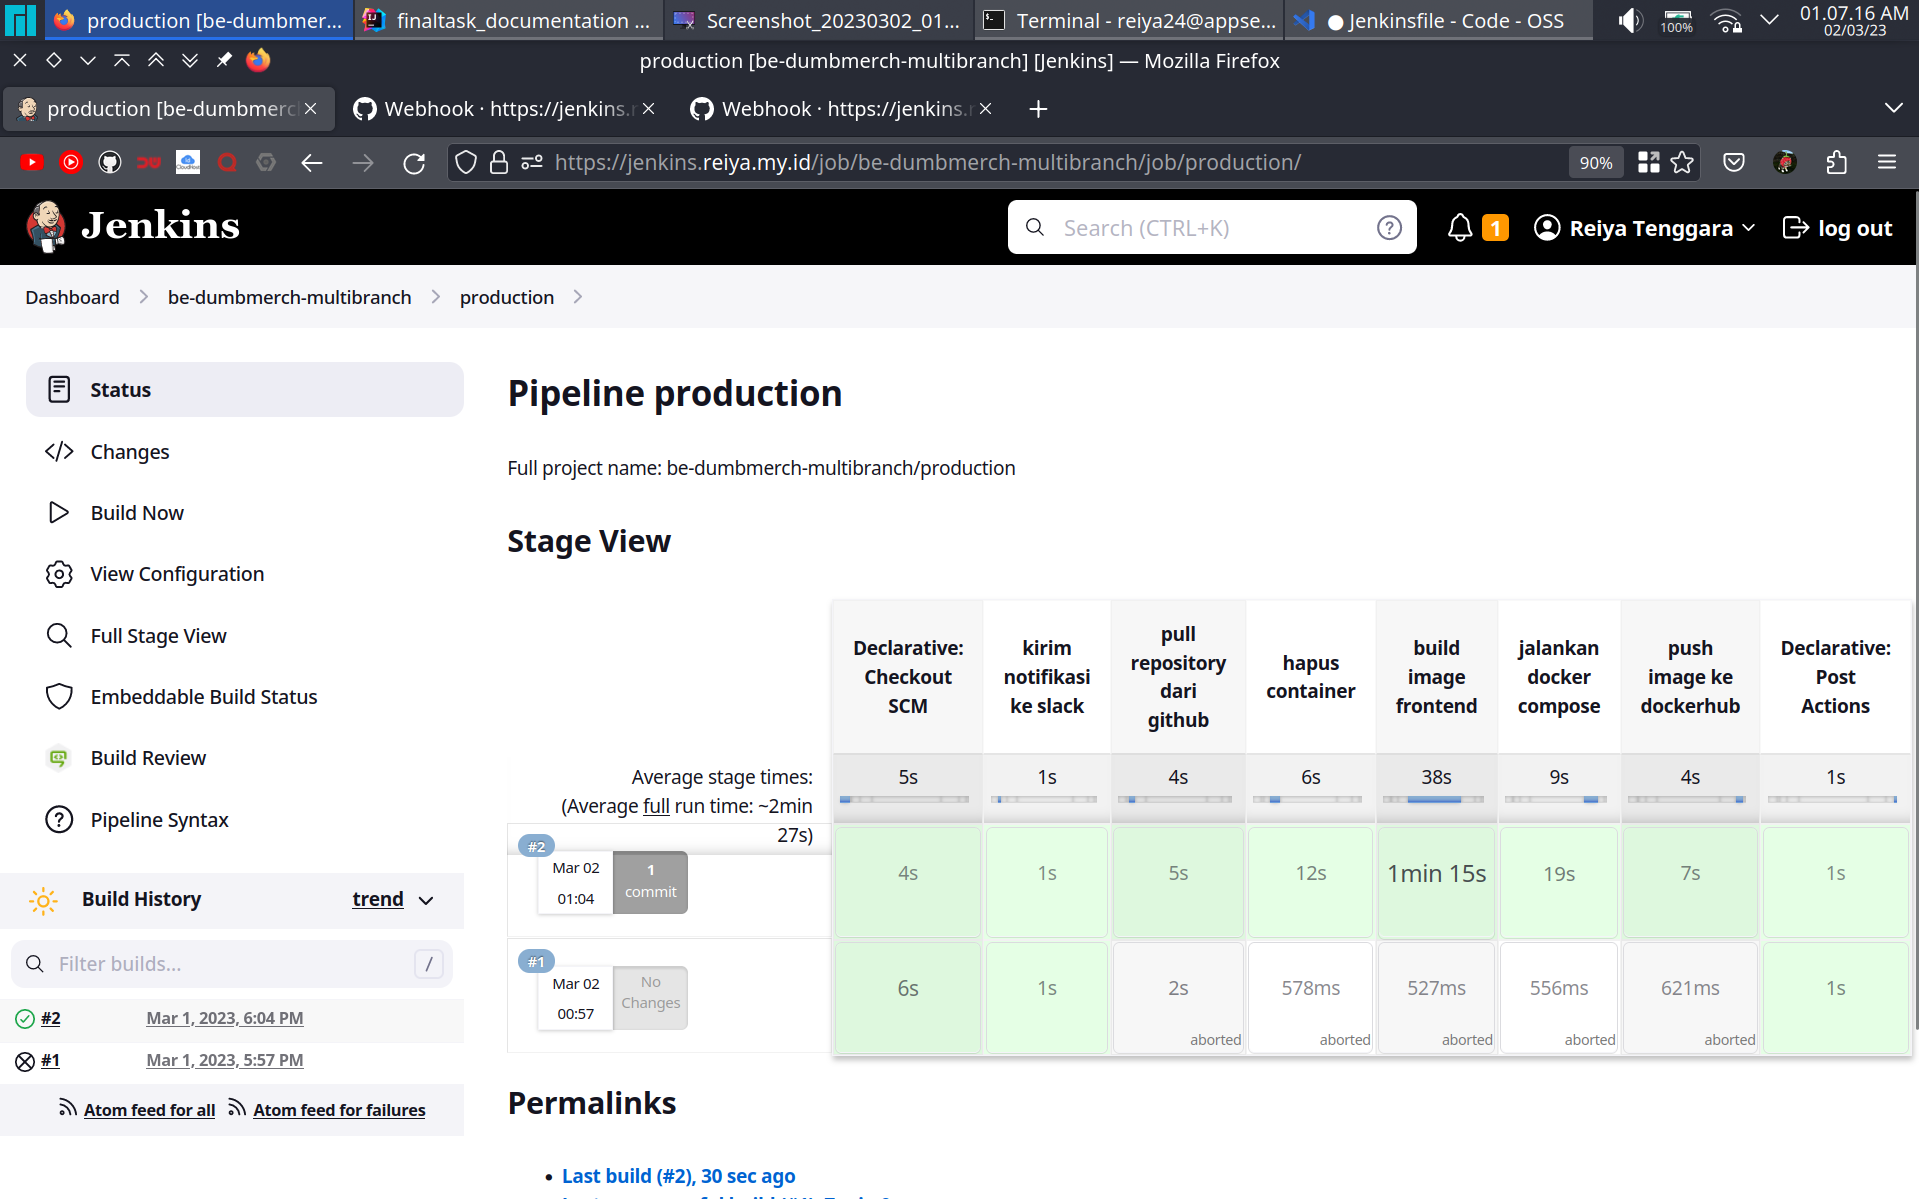 production [be-dumbmer...
finaltask_documentation ...
Screenshot_20230302_01...
Terminal - reiya24@appse...
● Jenkinsfile - Code - OSS
100%
01.07.16 AM
02/03/23
production [be-dumbmerch-multibranch] [Jenkins] — Mozilla Firefox
production [be-dumbmerc
Webhook · https://jenkins.r
Webhook · https://jenkins.r
https://jenkins.reiya.my.id/job/be-dumbmerch-multibranch/job/production/
90%
Jenkins
Search (CTRL+K)
1
Reiya Tenggara
log out
Dashboard
be-dumbmerch-multibranch
production
Status
Changes
Build Now
View Configuration
Full Stage View
Embeddable Build Status
Build Review
Pipeline Syntax
Build History
trend
Filter builds...
/
#2
Mar 1, 2023, 6:04 PM
#1
Mar 1, 2023, 5:57 PM
Atom feed for all
Atom feed for failures
Pipeline production
Full project name: be-dumbmerch-multibranch/production
Stage View
Declarative:
Checkout
SCM
kirim
notifikasi
ke slack
pull
repository
dari
github
hapus
container
build
image
frontend
jalankan
docker
compose
push
image ke
dockerhub
Declarative:
Post
Actions
Average stage times:
(Average full run time: ~2min
27s)
5s
1s
4s
6s
38s
9s
4s
1s
#2
Mar 02
01:04
1
commit
4s
1s
5s
12s
1min 15s
19s
7s
1s
#1
Mar 02
00:57
No
Changes
6s
1s
2s
aborted
578ms
aborted
527ms
aborted
556ms
aborted
621ms
aborted
1s
Permalinks
Last build (#2), 30 sec ago